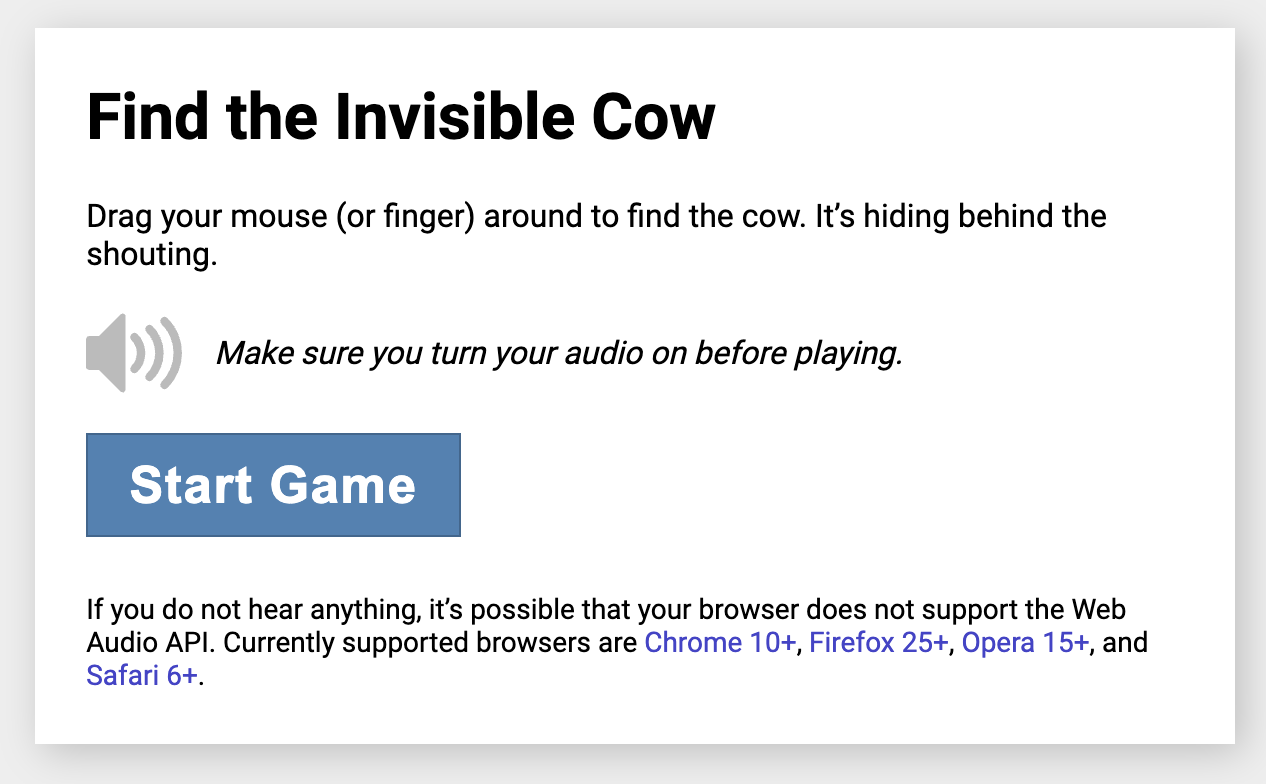 Find the Invisible Cow
Drag your mouse (or finger) around to find the cow. It’s hiding behind the
shouting.
Make sure you turn your audio on before playing.
Start Game
If you do not hear anything, it’s possible that your browser does not support the Web
Audio API. Currently supported browsers are Chrome 10+, Firefox 25+, Opera 15+, and
Safari 6+.